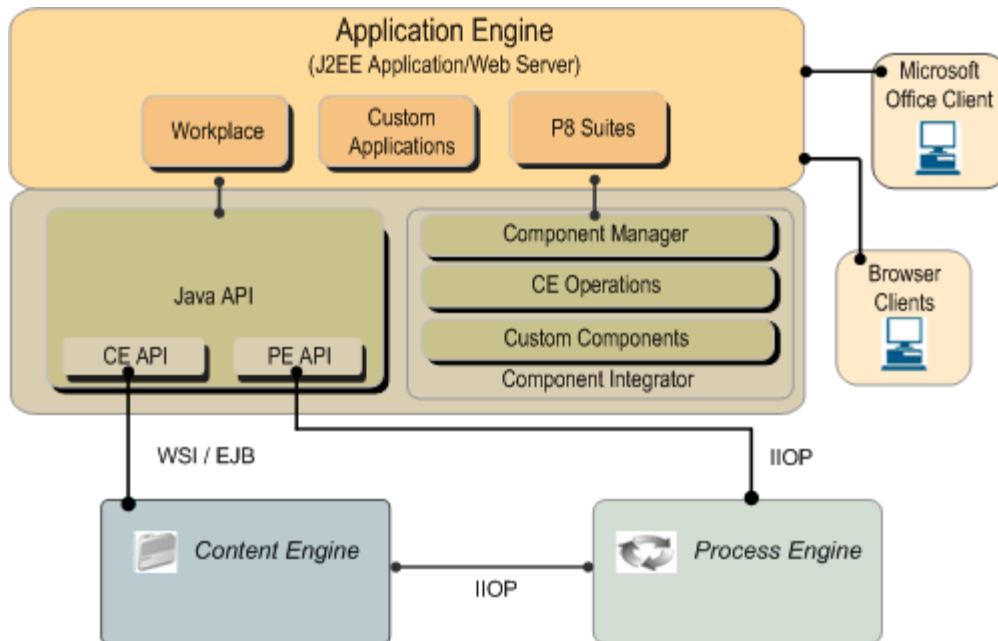 Application Engine
(J2EE Application/Web Server)
Workplace
Custom
Applications
P8 Suites
Microsoft
Office Client
Browser
Clients
Java API
CE API
PE API
Component Manager
CE Operations
Custom Components
Component Integrator
WSI / EJB
IIOP
Content Engine
Process Engine
IIOP